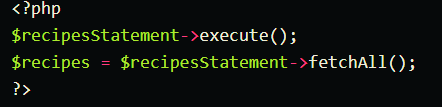 <?php
$recipesStatement->execute();
$recipes = $recipesStatement->fetchAll();
?>